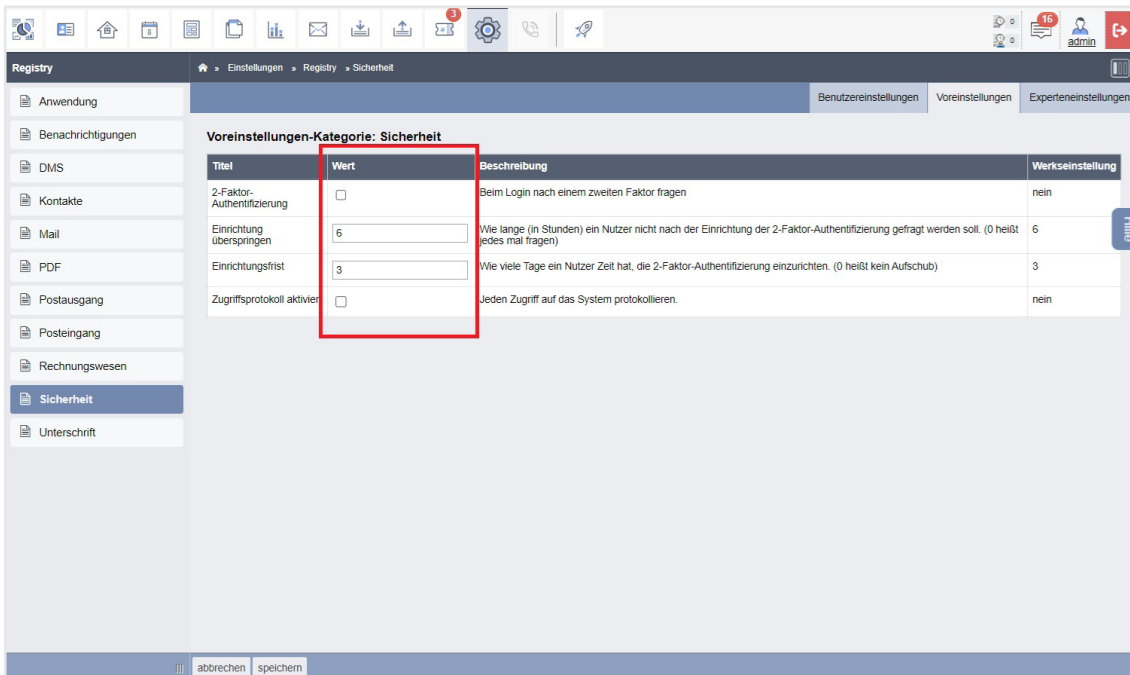 8
3
0
0
16
admin
Registry
» Einstellungen » Registry » Sicherheit
Anwendung
Benachrichtigungen
DMS
Kontakte
Mail
PDF
Postausgang
Posteingang
Rechnungswesen
Sicherheit
Unterschrift
Benutzereinstellungen Voreinstellungen Experteneinstellungen
Voreinstellungen-Kategorie: Sicherheit
Titel Wert Beschreibung Werkseinstellung
2-Faktor-
Authentifizierung
Beim Login nach einem zweiten Faktor fragen nein
Einrichtung
überspringen
6
Wie lange (in Stunden) ein Nutzer nicht nach der Einrichtung der 2-Faktor-Authentifizierung gefragt werden soll. (0 heißt
jedes mal fragen)
6
Einrichtungsfrist 3 Wie viele Tage ein Nutzer Zeit hat, die 2-Faktor-Authentifizierung einzurichten. (0 heißt kein Aufschub) 3
Zugriffsprotokoll aktivier Jeden Zugriff auf das System protokollieren. nein
abbrechen speichern